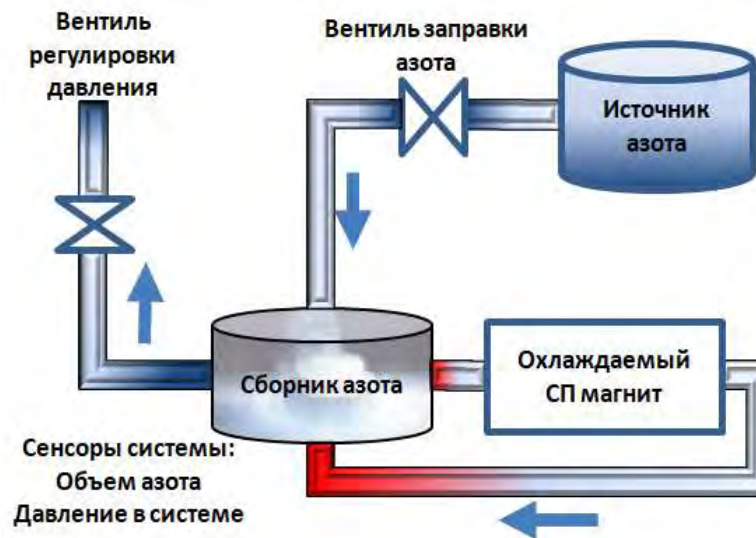 Вентиль
регулировки
давления
Вентиль заправки
азота
Источник
азота
Сборник азота
Охлаждаемый
СП магнит
Сенсоры системы:
Объем азота
Давление в системе